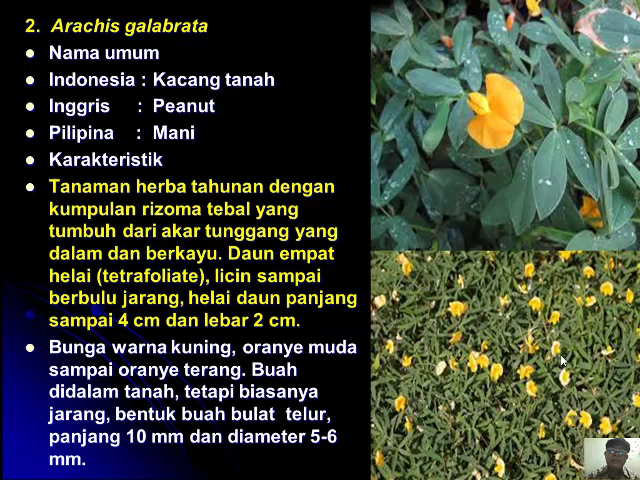 2. Arachis galabrata
Nama umum
Indonesia : Kacang tanah
Inggris : Peanut
Pilipina : Mani
Karakteristik
Tanaman herba tahunan dengan
kumpulan rizoma tebal yang
tumbuh dari akar tunggang yang
dalam dan berkayu. Daun empat
helai (tetrafoliate), licin sampai
berbulu jarang, helai daun panjang
sampai 4 cm dan lebar 2 cm.
Bunga warna kuning, oranye muda
sampai oranye terang. Buah
didalam tanah, tetapi biasanya
jarang, bentuk buah bulat telur,
panjang 10 mm dan diameter 5-6
mm.